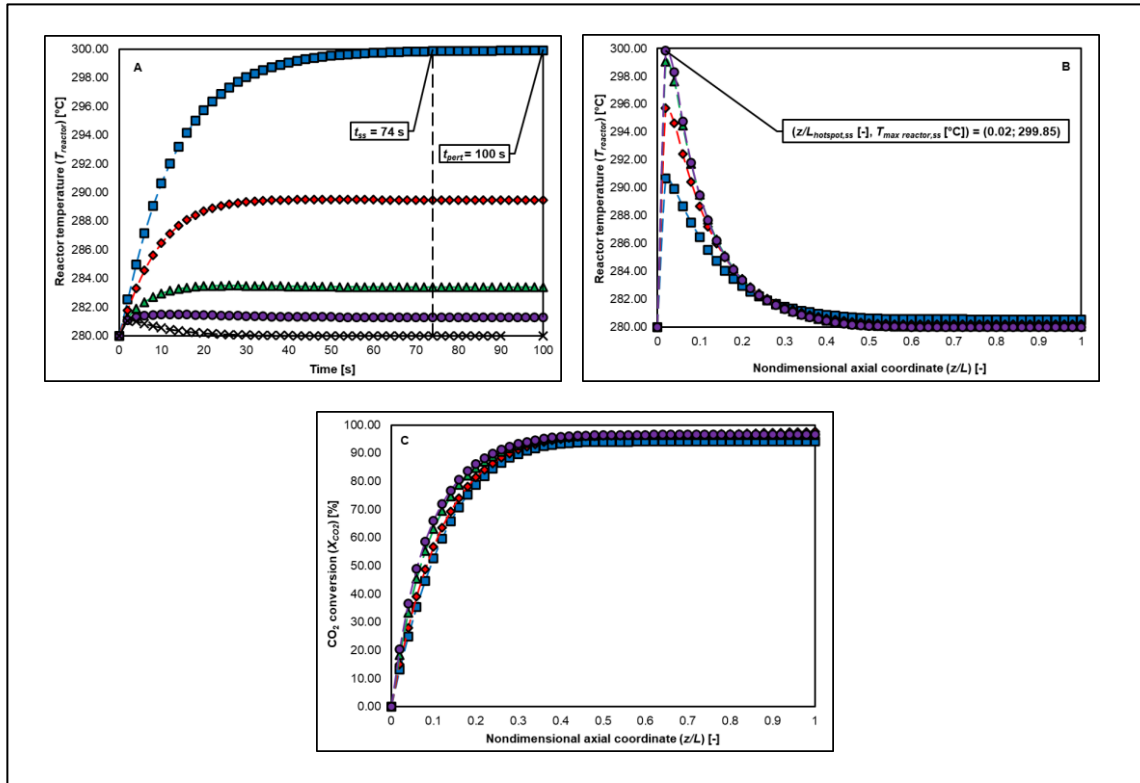 A
300.00
298.00
296.00
294.00
292.00
290.00
288.00
286.00
284.00
282.00
280.00
Reactor temperature (Treactor) [°C]
tss = 74 s
tpert = 100 s
0 10 20 30 40 50 60 70 80 90 100
Time [s]
B
300.00
298.00
296.00
294.00
292.00
290.00
288.00
286.00
284.00
282.00
280.00
Reactor temperature (Treactor) [°C]
(z/Lhotspot,ss [-], Tmax reactor,ss [°C]) = (0.02; 299.85)
0 0.1 0.2 0.3 0.4 0.5 0.6 0.7 0.8 0.9 1
Nondimensional axial coordinate (z/L) [-]
C
100.00
90.00
80.00
70.00
60.00
50.00
40.00
30.00
20.00
10.00
0.00
CO2 conversion (XCO2) [%]
0 0.1 0.2 0.3 0.4 0.5 0.6 0.7 0.8 0.9 1
Nondimensional axial coordinate (z/L) [-]